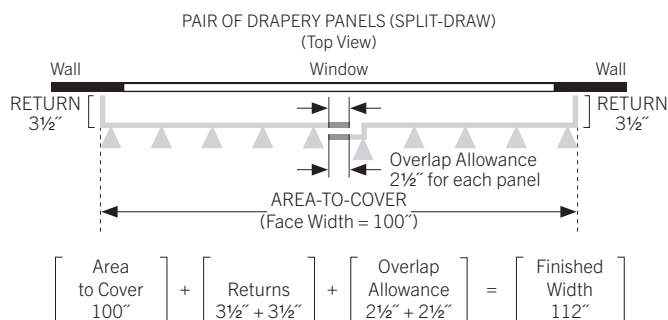 PAIR OF DRAPERY PANELS (SPLIT-DRAW)
(Top View)
Wall Window Wall
RETURN 3½″
RETURN 3½″
Overlap Allowance
2½″ for each panel
AREA-TO-COVER
(Face Width = 100″)
Area
to Cover
100″
+
Returns
3½″ + 3½″
+
Overlap
Allowance
2½″ + 2½″
=
Finished
Width
112″